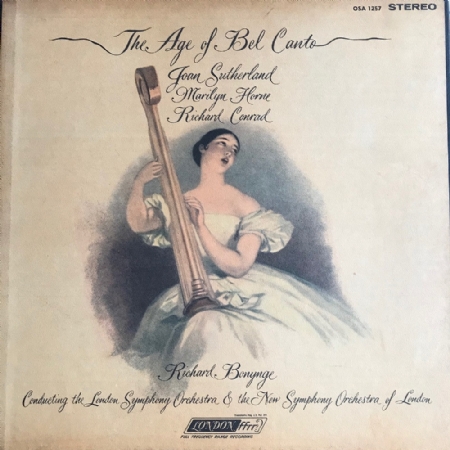 OSA 1257 STEREO
The Age of Bel Canto
Joan Sutherland
Marilyn Horne
Richard Conrad
Richard Bonynge
Conducting the London Symphony Orchestra & the New Symphony Orchestra of London
LONDON ffrr
FULL FREQUENCY RANGE RECORDING